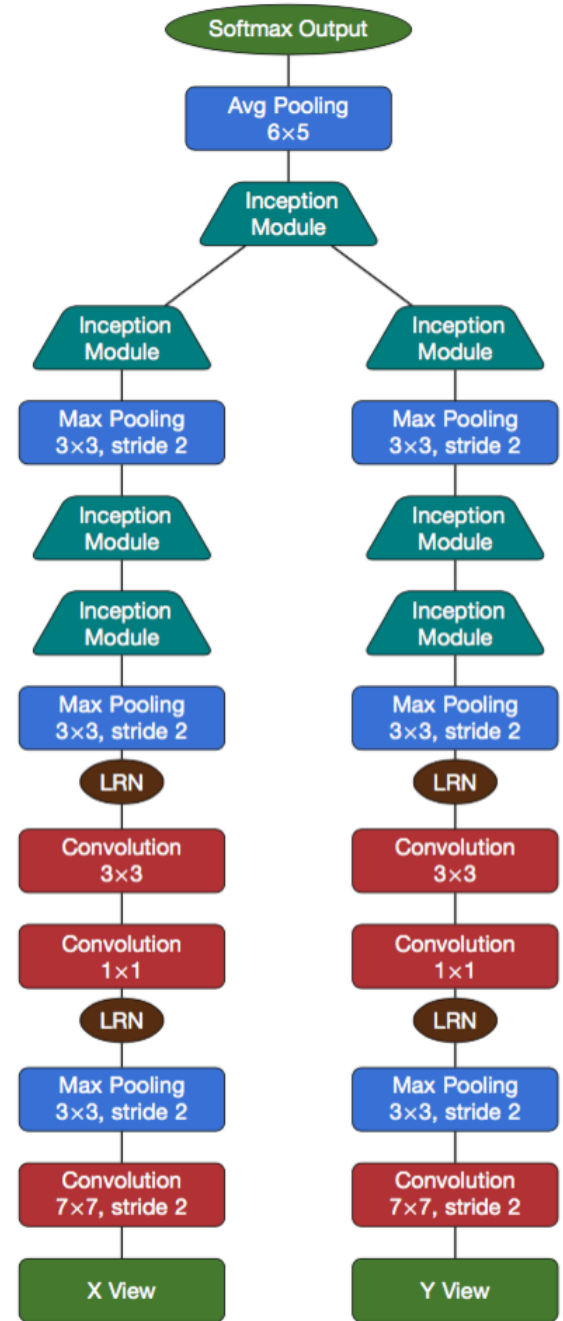 Softmax Output
Avg Pooling
6×5
Inception
Module
Inception
Module
Inception
Module
Max Pooling
3×3, stride 2
Max Pooling
3×3, stride 2
Inception
Module
Inception
Module
Inception
Module
Inception
Module
Max Pooling
3×3, stride 2
Max Pooling
3×3, stride 2
LRN
LRN
Convolution
3×3
Convolution
3×3
Convolution
1×1
Convolution
1×1
LRN
LRN
Max Pooling
3×3, stride 2
Max Pooling
3×3, stride 2
Convolution
7×7, stride 2
Convolution
7×7, stride 2
X View
Y View